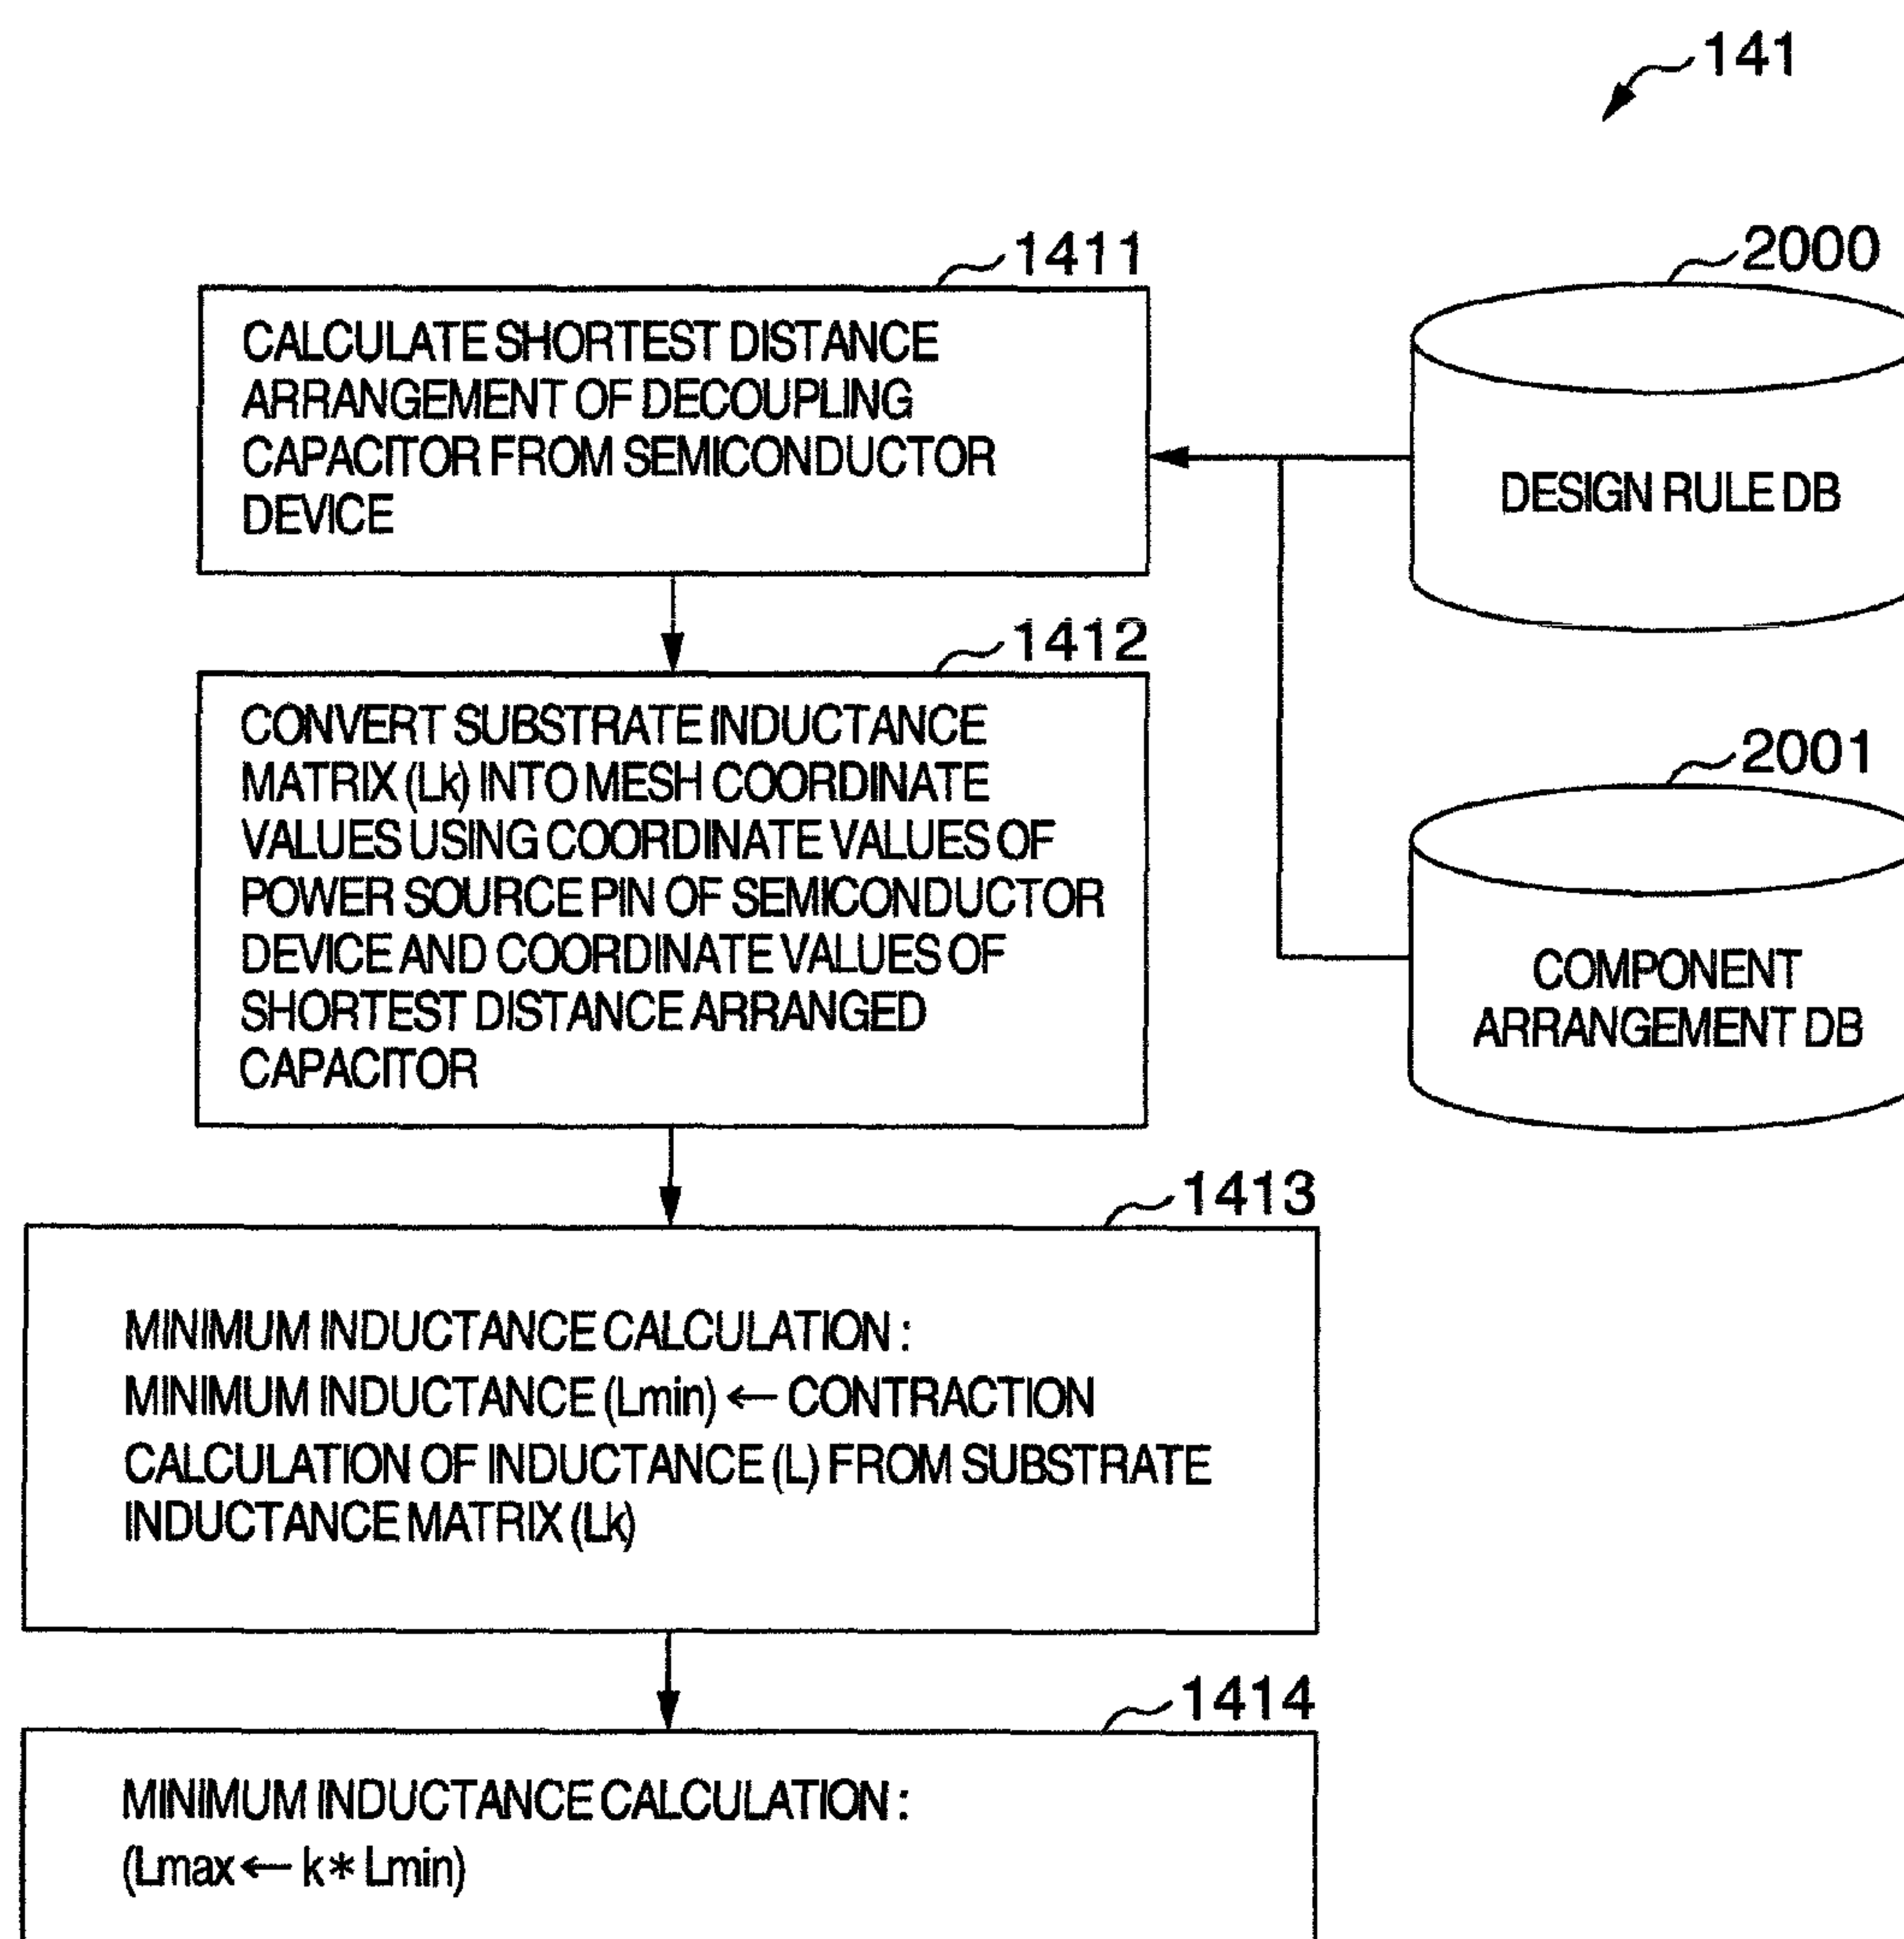 141
1411
CALCULATE SHORTEST DISTANCE
ARRANGEMENT OF DECOUPLING
CAPACITOR FROM SEMICONDUCTOR
DEVICE
2000
DESIGN RULE DB
1412
CONVERT SUBSTRATE INDUCTANCE
MATRIX (Lk) INTO MESH COORDINATE
VALUES USING COORDINATE VALUES OF
POWER SOURCE PIN OF SEMICONDUCTOR
DEVICE AND COORDINATE VALUES OF
SHORTEST DISTANCE ARRANGED
CAPACITOR
2001
COMPONENT
ARRANGEMENT DB
1413
MINIMUM INDUCTANCE CALCULATION :
MINIMUM INDUCTANCE (Lmin) ← CONTRACTION
CALCULATION OF INDUCTANCE (L) FROM SUBSTRATE
INDUCTANCE MATRIX (Lk)
1414
MINIMUM INDUCTANCE CALCULATION :
(Lmax ← k * Lmin)